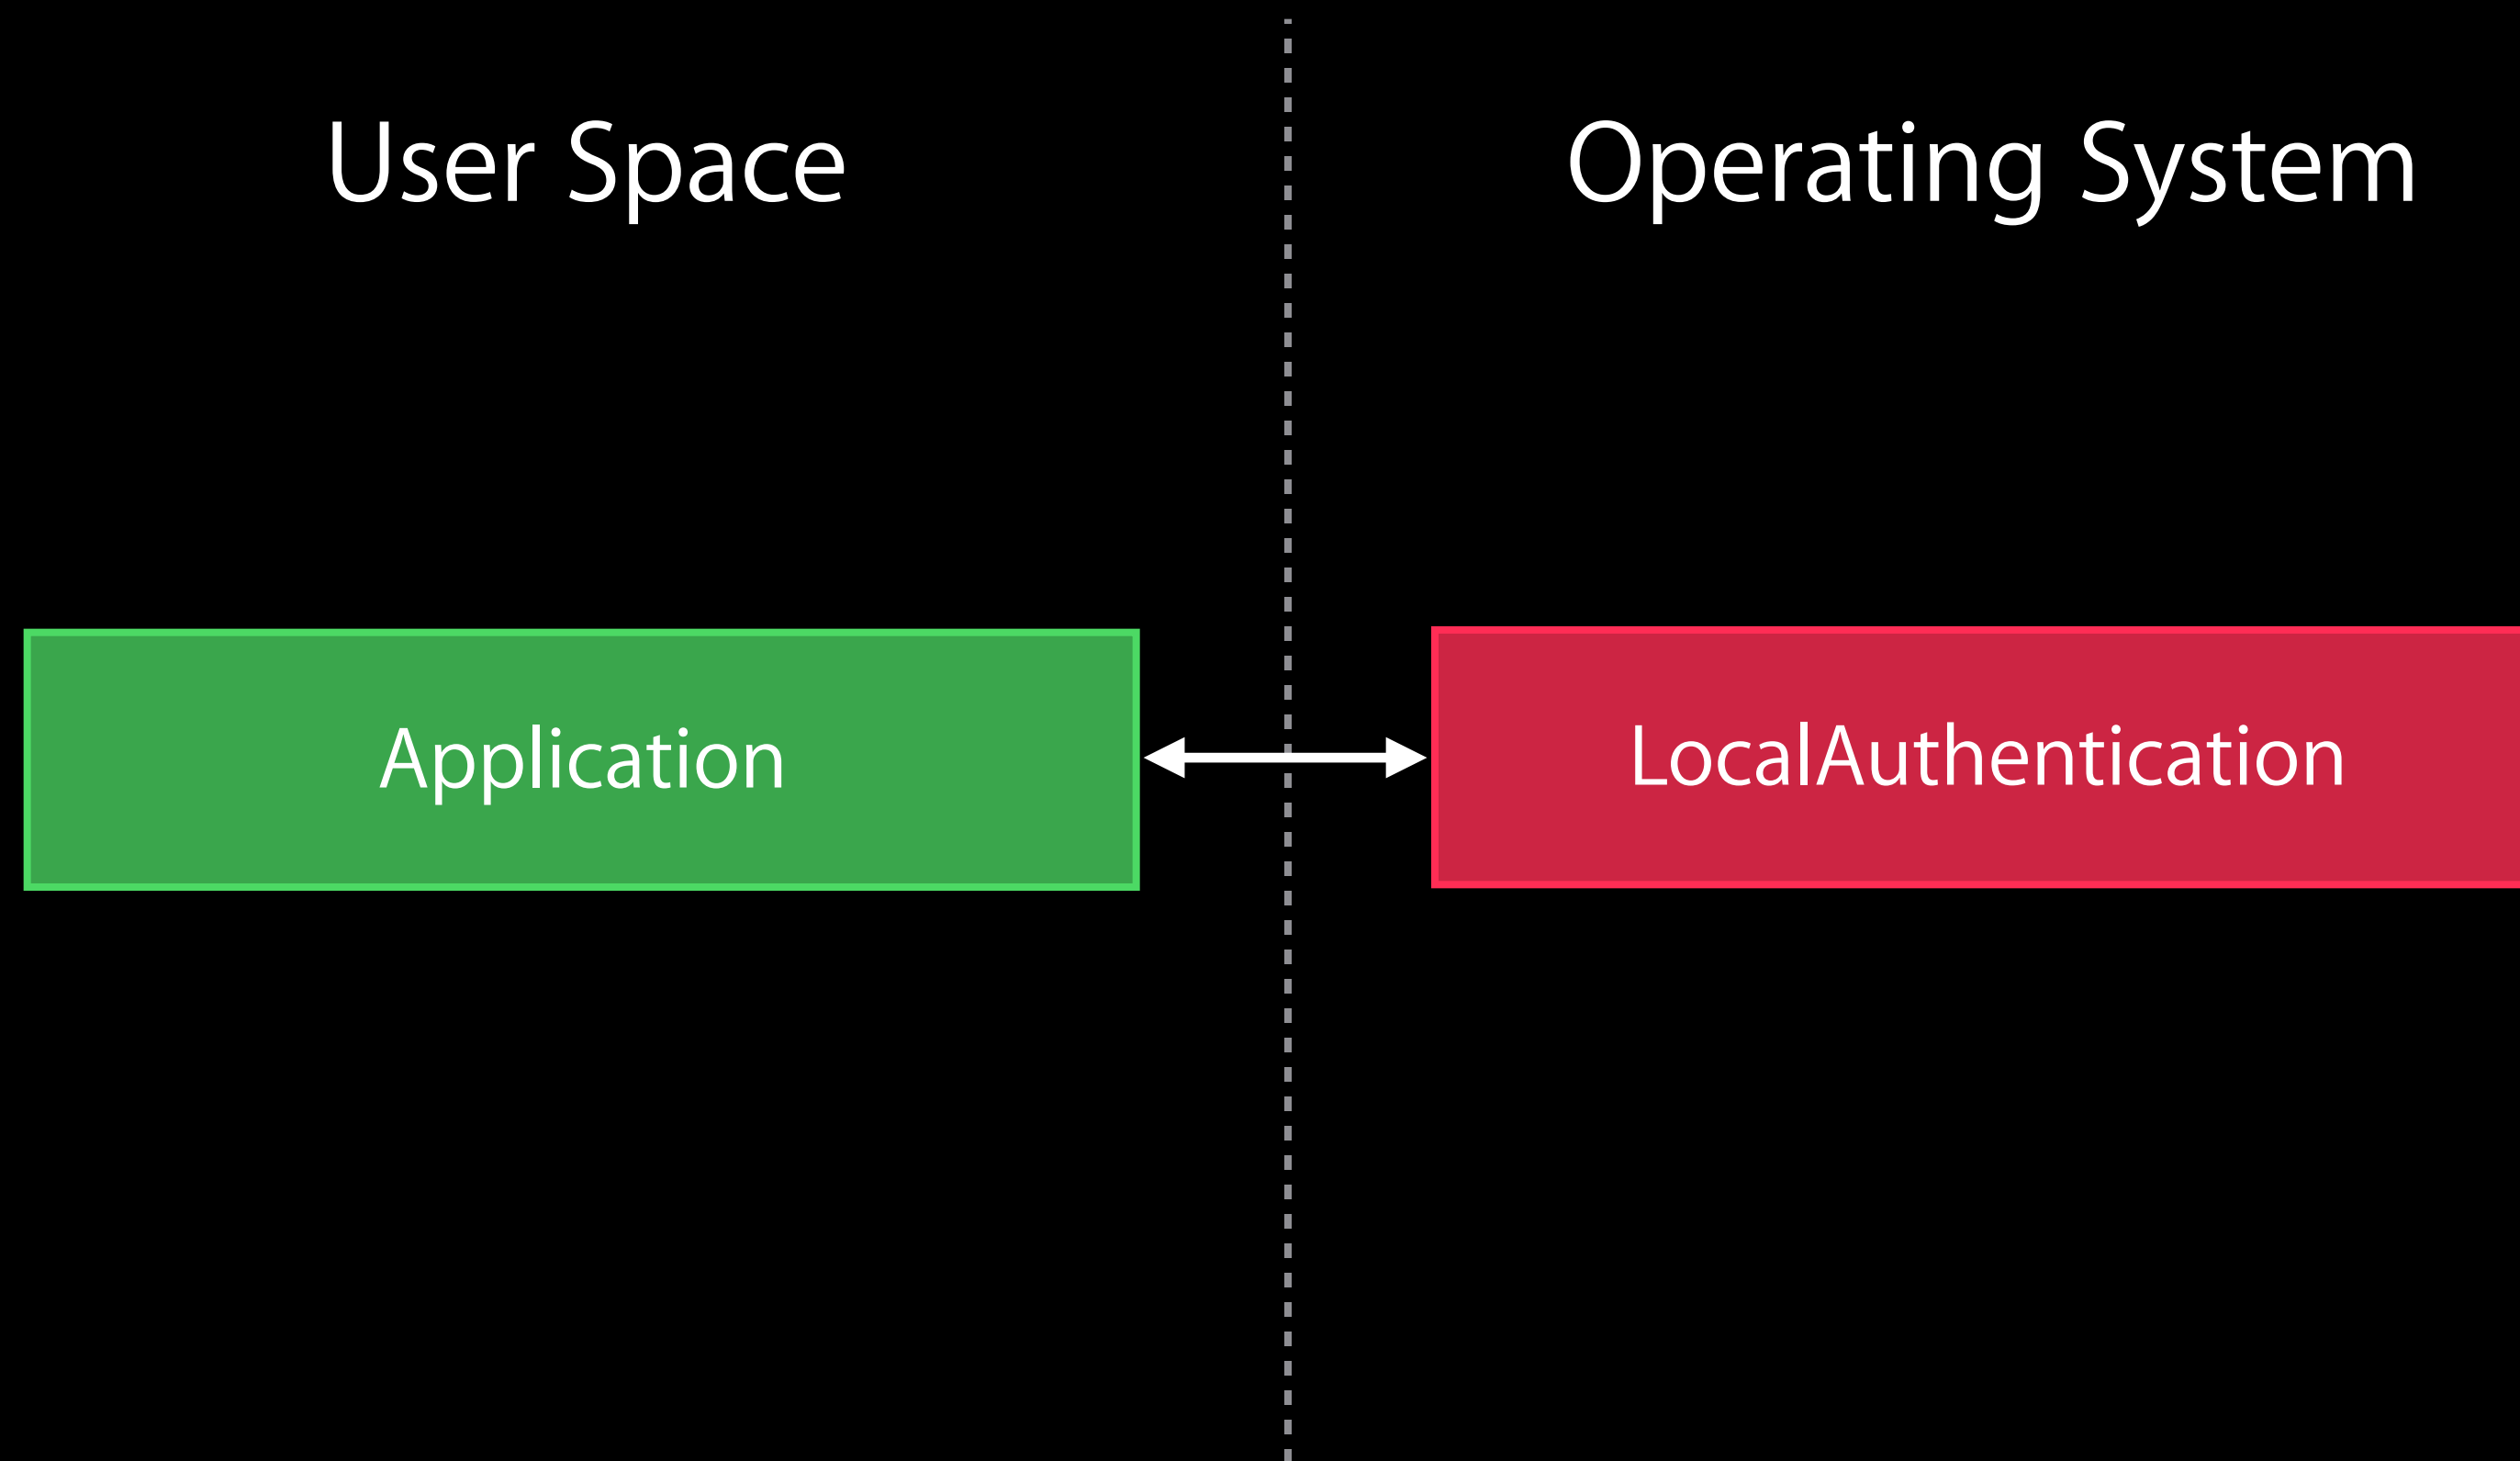 User Space
Operating System
Application
LocalAuthentication